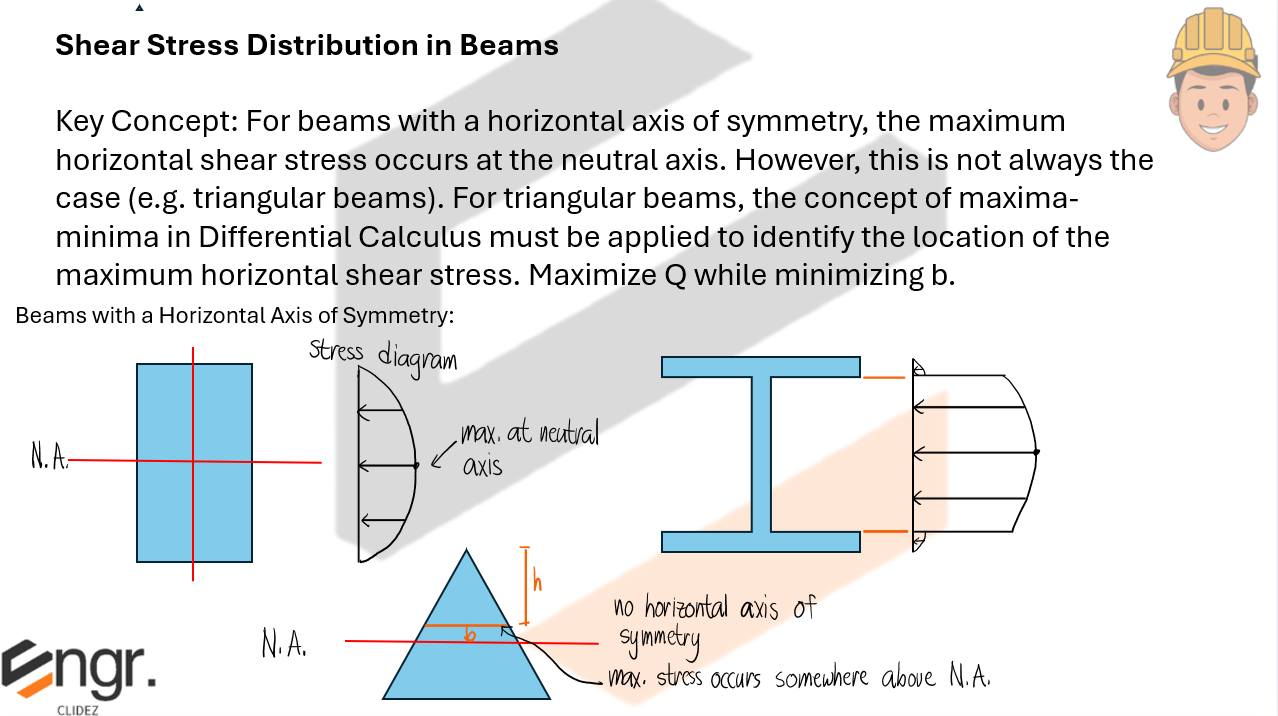 Shear Stress Distribution in Beams
Key Concept: For beams with a horizontal axis of symmetry, the maximum
horizontal shear stress occurs at the neutral axis. However, this is not always the
case (e.g. triangular beams). For triangular beams, the concept of maxima-
minima in Differential Calculus must be applied to identify the location of the
maximum horizontal shear stress. Maximize Q while minimizing b.
Beams with a Horizontal Axis of Symmetry:
Stress diagram
N.A.
max. at neutral
axis
h
b
N.A.
no horizontal axis of
symmetry
max. stress occurs somewhere above N.A.
Engr.
CLIDEZ